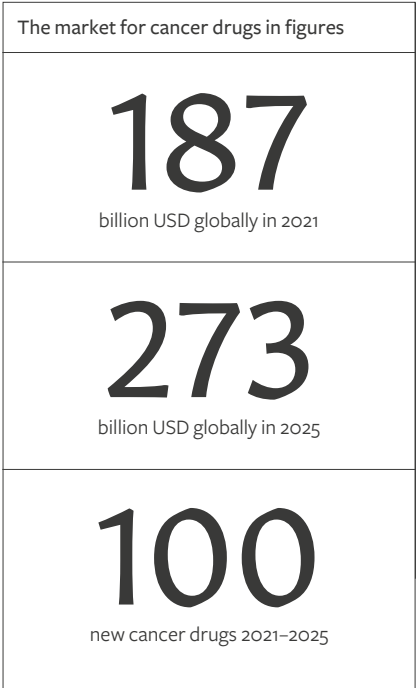 The market for cancer drugs in figures
187
billion USD globally in 2021
273
billion USD globally in 2025
100
new cancer drugs 2021–2025